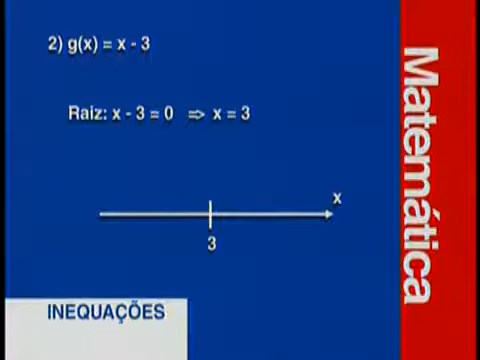 2) g(x) = x - 3
Raiz: x - 3 = 0 ⇒ x = 3
x
3
INEQUAÇÕES
Matemática